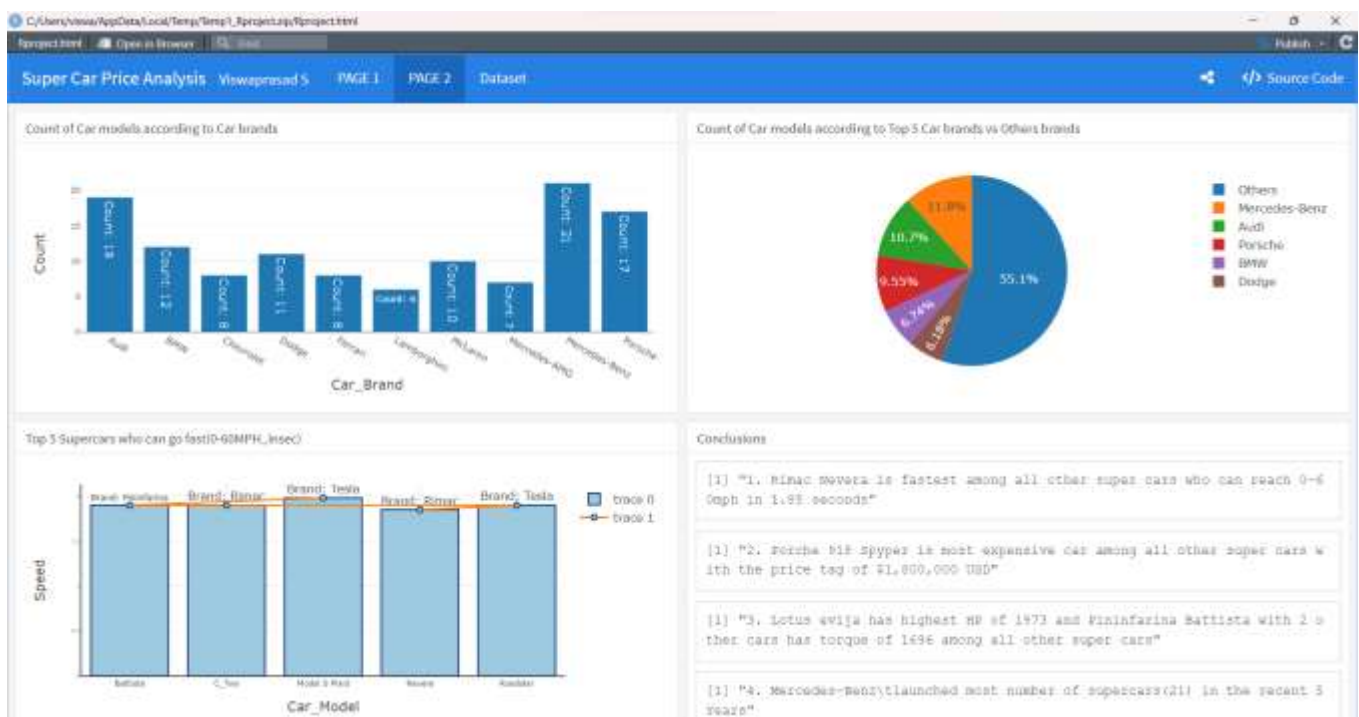 C:/Users/viswa/AppData/Local/Temp/Temp1_Rproject.zip/Rproject.html
Rproject.html Open in Browser Find Publish
Super Car Price Analysis Viswaprasad S PAGE 1 PAGE 2 Dataset Source Code
Count of Car models according to Car brands
Count
20
15
10
5
0
Count: 12
Count: 8
Count: 11
Count: 8
Count: 6
Count: 10
Count: 7
Count: 21
Count: 17
Audi
BMW
Chevrolet
Dodge
Ferrari
Lamborghini
McLaren
Mercedes-AMG
Mercedes-Benz
Porsche
Car_Brand
Count of Car models according to Top 5 Car brands vs Others brands
11.8%
10.7%
9.55%
6.74%
6.18%
55.1%
Others
Mercedes-Benz
Audi
Porsche
BMW
Dodge
Top 5 Supercars who can go fast(0-60MPH_insec)
Speed
Brand: Pininfarina
Brand: Rimac
Brand: Tesla
Brand: Rimac
Brand: Tesla
trace 0
trace 1
Battista
C_Two
Model S Plaid
Nevera
Roadster
Car_Model
Conclusions
[1] "1. Rimac Nevera is fastest among all other super cars who can reach 0-6
0mph in 1.85 seconds"
[1] "2. Porche 918 Spyper is most expensive car among all other super cars w
ith the price tag of $1,800,000 USD"
[1] "3. Lotus evija has highest HP of 1973 and Pininfarina Battista with 2 o
ther cars has torque of 1696 among all other super cars"
[1] "4. Mercedes-Benz\tlaunched most number of supercars(21) in the recent 5
Years"